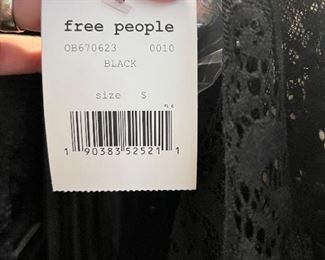 free people
OB670623 0010
BLACK
size S
1 90383 52521 1